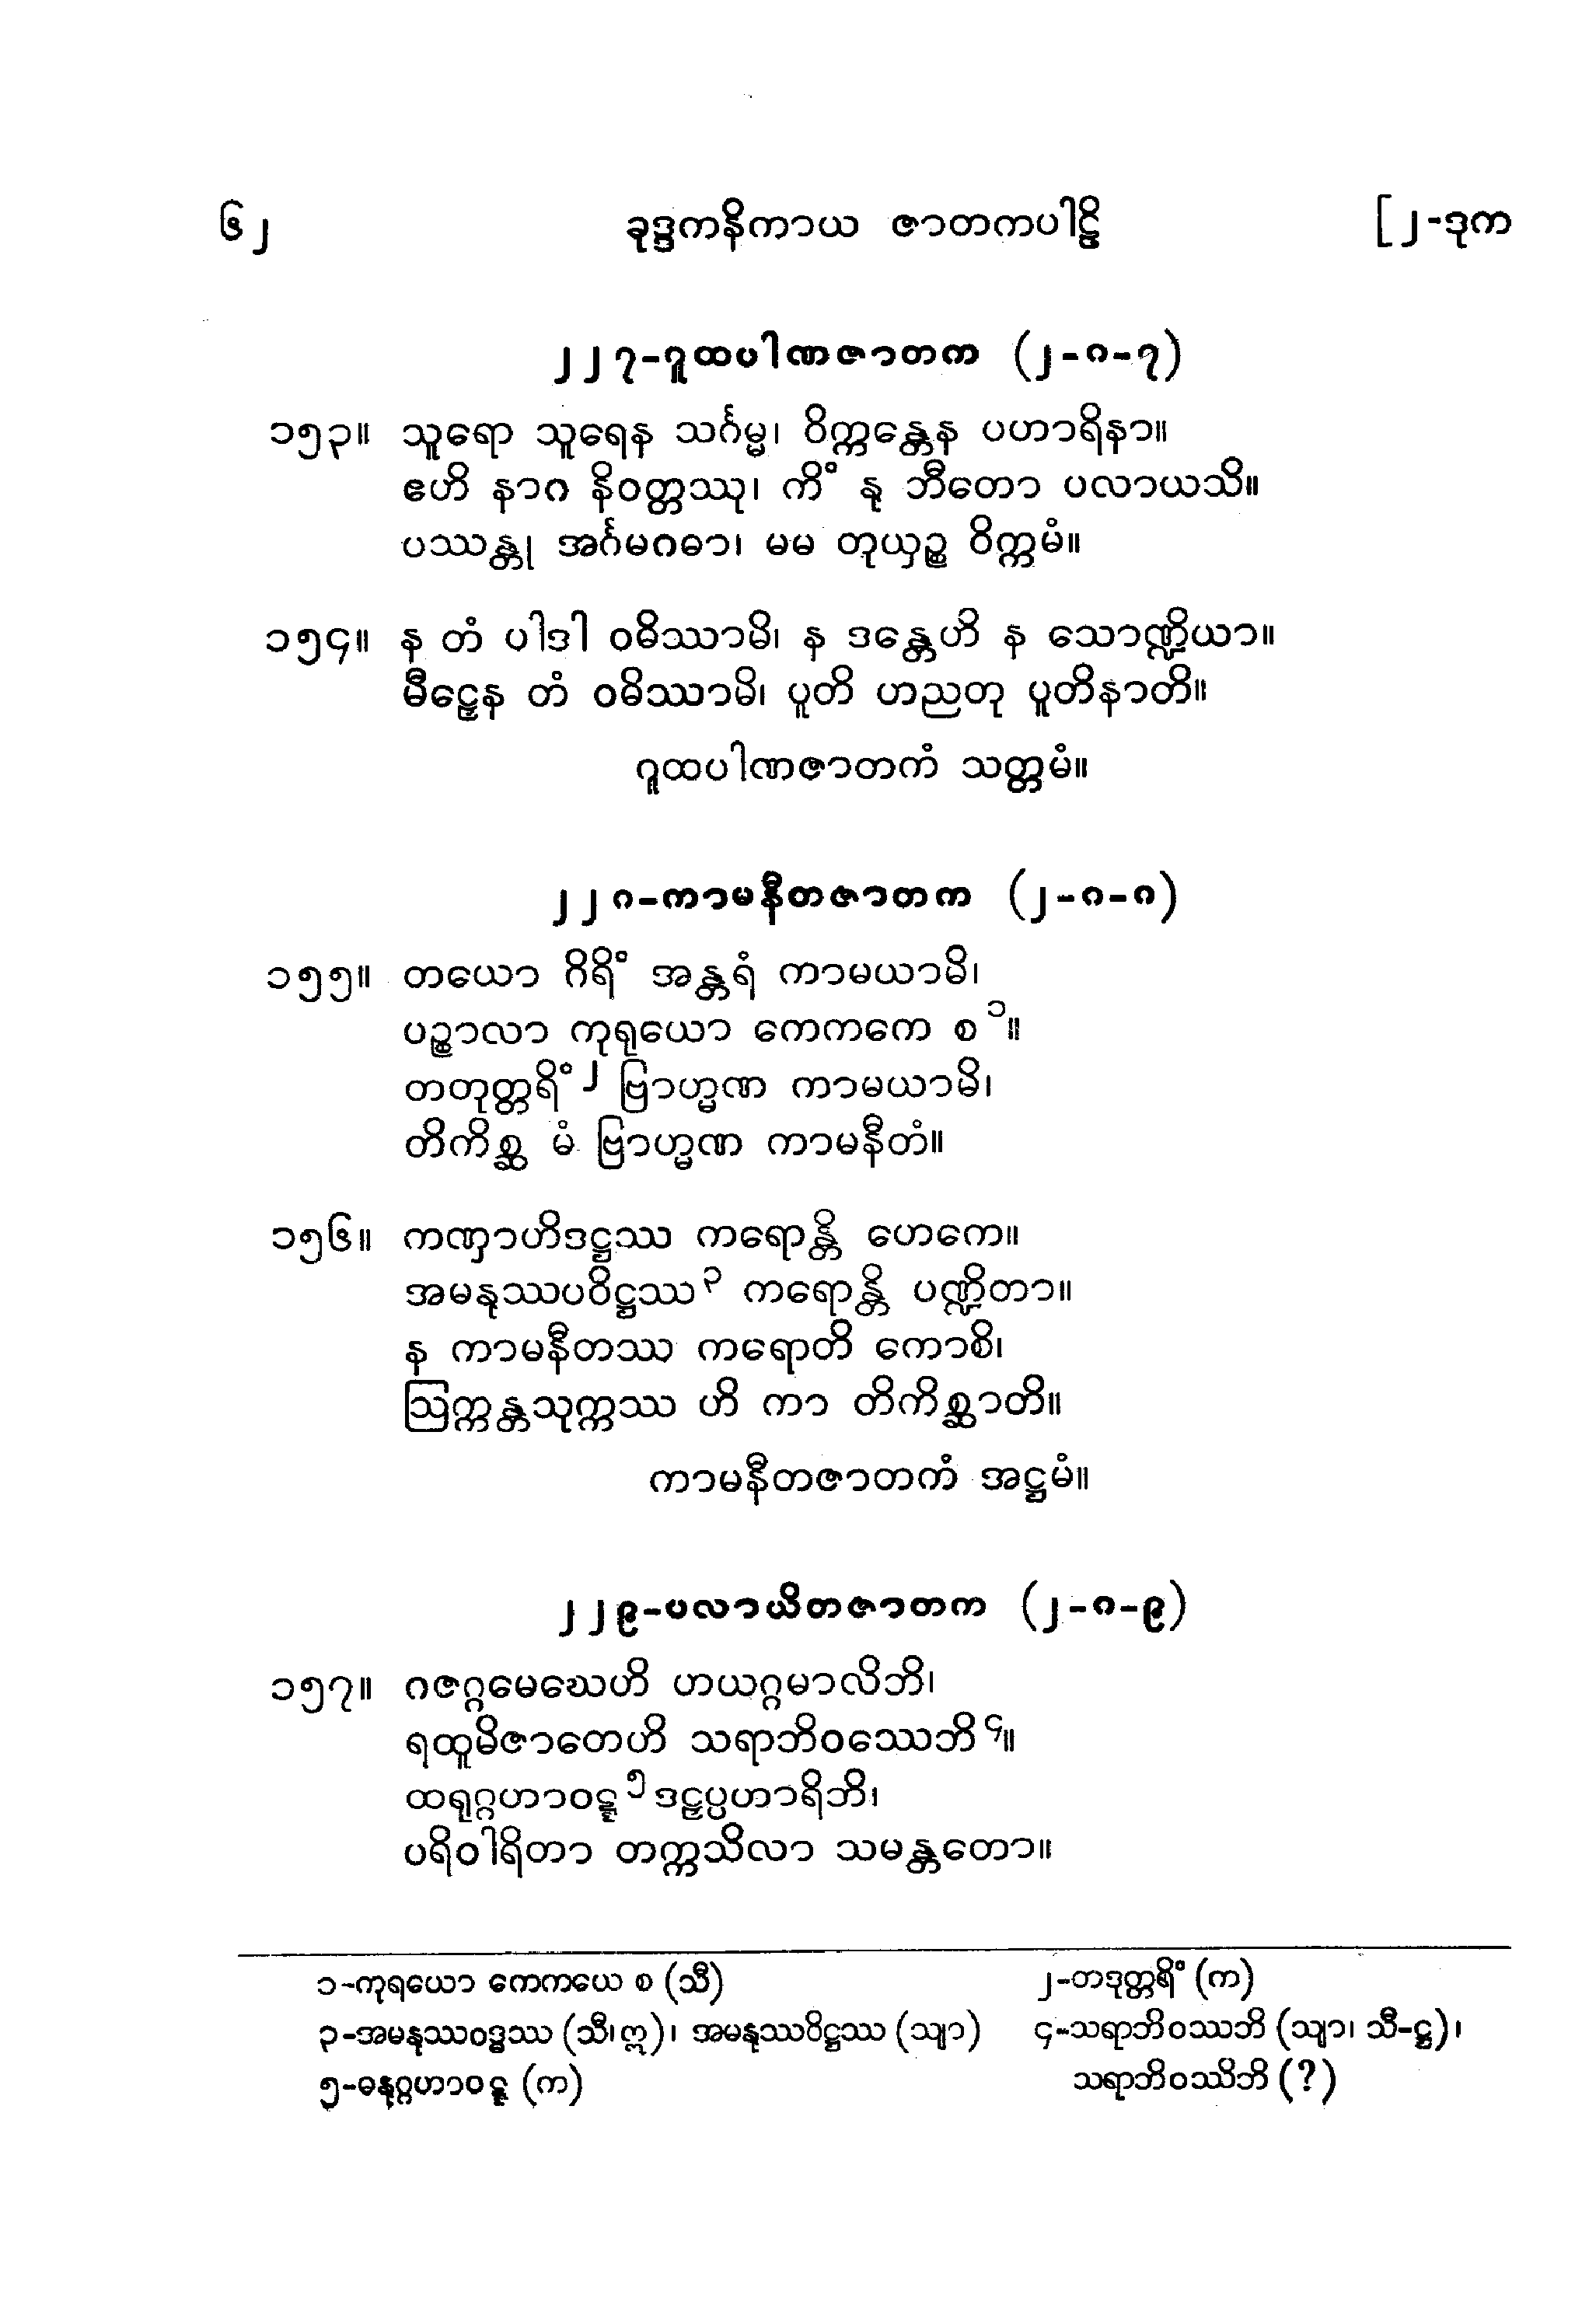 ၆၂ ခုဒ္ဒကနိကာယ ဇာတကပါဠိ [၂-ဒုက
၂၂၇-ဂူထပါဏဇာတက (၂-၈-၇)
၁၅၃။ သူရော သူရေန သင်္ဂမ္မ၊ ဝိက္ကန္တေန ပဟာရိနာ။
ဧဟိ နာဂ နိဝတ္တဿု၊ ကိံ နု ဘီတော ပလာယသိ။
ပဿန္တု အင်္ဂမဂဓာ၊ မမ တုယှဉ္စ ဝိက္ကမံ။
၁၅၄။ န တံ ပါဒါ ဝဓိဿာမိ၊ န ဒန္တေဟိ န သောဏ္ဍိယာ။
မီဠှေန တံ ဝဓိဿာမိ၊ ပူတိ ဟညတု ပူတိနာတိ။
ဂူထပါဏဇာတကံ သတ္တမံ။
၂၂၈-ကာမနီတဇာတက (၂-၈-၈)
၁၅၅။ တယော ဂိရိံ အန္တရံ ကာမယာမိ၊
ပဉ္စာလာ ကုရုယော ကေကကေ စ ၁။
တတုတ္တရိံ ၂ ဗြာဟ္မဏ ကာမယာမိ၊
တိကိစ္ဆ မံ ဗြာဟ္မဏ ကာမနီတံ။
၁၅၆။ ကဏှာဟိဒဋ္ဌဿ ကရောန္တိ ဟေကေ။
အမနုဿပဝိဋ္ဌဿ ၃ ကရောန္တိ ပဏ္ဍိတာ။
န ကာမနီတဿ ကရောတိ ကောစိ၊
ဩက္ကန္တသုက္ကဿ ဟိ ကာ တိကိစ္ဆာတိ။
ကာမနီတဇာတကံ အဋ္ဌမံ။
၂၂၉-ပလာယိတဇာတက (၂-၈-၉)
၁၅၇။ ဂဇဂ္ဂမေဃေဟိ ဟယဂ္ဂမာလိဘိ၊
ရထူမိဇာတေဟိ သရာဘိဝဿေဘိ ၄။
ထရုဂ္ဂဟာဝဋ္ဋ ၅ ဒဠှပ္ပဟာရိဘိ၊
ပရိဝါရိတာ တက္ကသိလာ သမန္တတော။
၁-ကုရယော ကေကယေ စ (သီ) ၂-တဒုတ္တရိံ (က)
၃-အမနုဿဝဒ္ဓဿ (သီ၊ဣ)၊ အမနုဿဝိဋ္ဌဿ (သျာ) ၄-သရာဘိဝဿဘိ (သျာ၊ သီ-ဋ္ဌ)၊
၅-ဓနုဂ္ဂဟာဝဋ္ဋ (က) သရာဘိဝဿိဘိ (?)